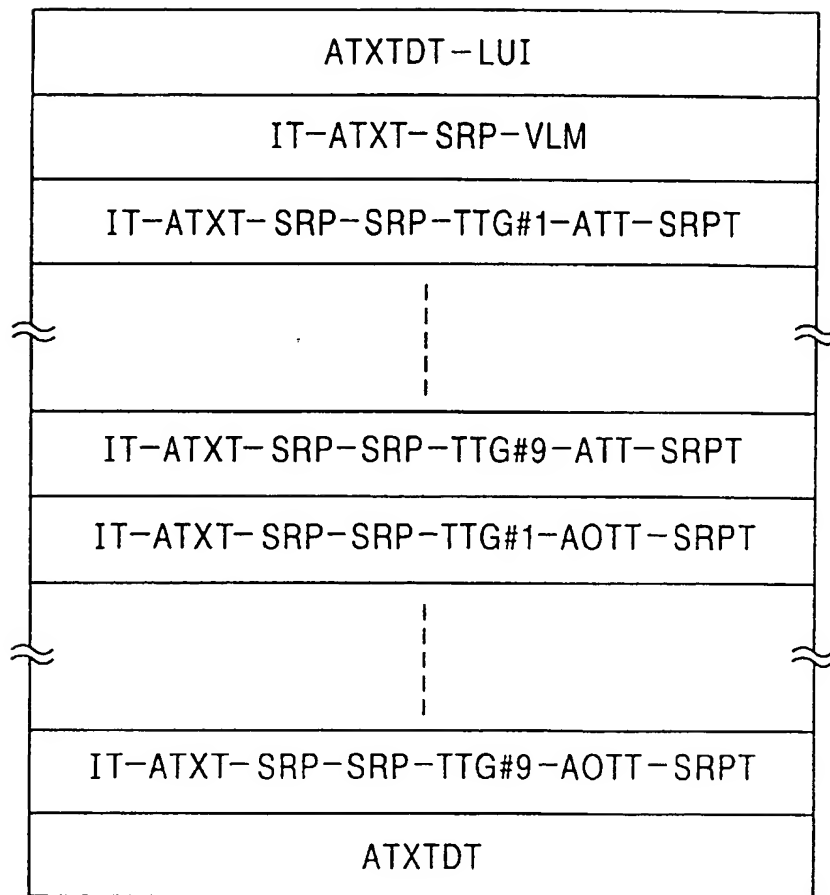 ATXTDT-LUI
IT-ATXT-SRP-VLM
IT-ATXT-SRP-SRP-TTG#1-ATT-SRPT
IT-ATXT-SRP-SRP-TTG#9-ATT-SRPT
IT-ATXT-SRP-SRP-TTG#1-AOTT-SRPT
IT-ATXT-SRP-SRP-TTG#9-AOTT-SRPT
ATXTDT